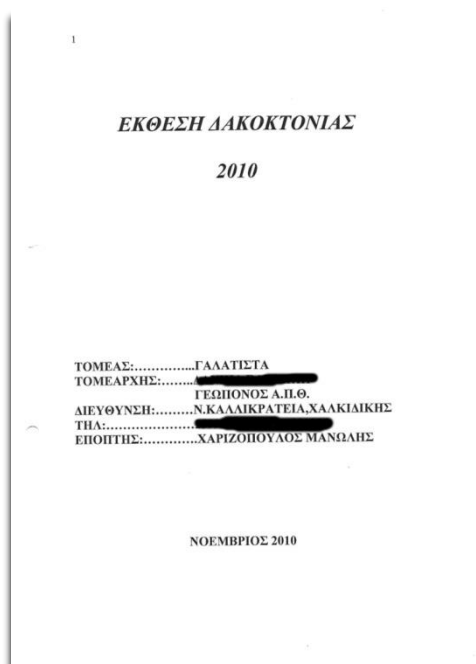 1
ΕΚΘΕΣΗ ΔΑΚΟΚΤΟΝΙΑΣ
2010
ΤΟΜΕΑΣ:..............ΓΑΛΑΤΙΣΤΑ
ΤΟΜΕΑΡΧΗΣ:........
ΓΕΩΠΟΝΟΣ Α.Π.Θ.
ΔΙΕΥΘΥΝΣΗ:.........Ν.ΚΑΛΛΙΚΡΑΤΕΙΑ,ΧΑΛΚΙΔΙΚΗΣ
ΤΗΛ:......................
ΕΠΟΠΤΗΣ:.............ΧΑΡΙΖΟΠΟΥΛΟΣ ΜΑΝΩΛΗΣ
ΝΟΕΜΒΡΙΟΣ 2010